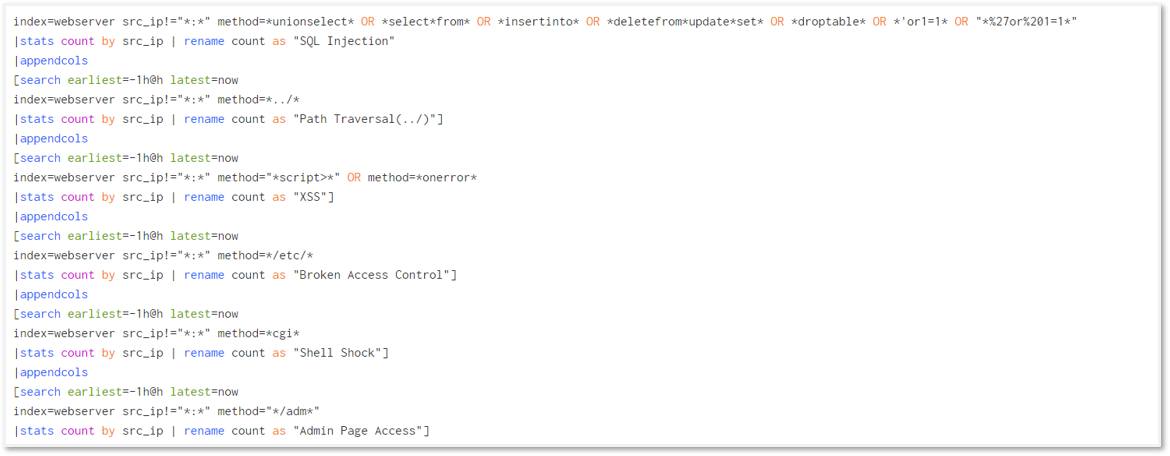 index=webserver src_ip!="*:*" method=*unionselect* OR *select*from* OR *insertinto* OR *deletefrom*update*set* OR *droptable* OR *'or1=1* OR "*%27or%201=1*"
|stats count by src_ip | rename count as "SQL Injection"
|appendcols
[search earliest=-1h@h latest=now
index=webserver src_ip!="*:*" method=*../*
|stats count by src_ip | rename count as "Path Traversal(../)"]
|appendcols
[search earliest=-1h@h latest=now
index=webserver src_ip!="*:*" method="*script>*" OR method=*onerror*
|stats count by src_ip | rename count as "XSS"]
|appendcols
[search earliest=-1h@h latest=now
index=webserver src_ip!="*:*" method=*/etc/*
|stats count by src_ip | rename count as "Broken Access Control"]
|appendcols
[search earliest=-1h@h latest=now
index=webserver src_ip!="*:*" method=*cgi*
|stats count by src_ip | rename count as "Shell Shock"]
|appendcols
[search earliest=-1h@h latest=now
index=webserver src_ip!="*:*" method="*/adm*"
|stats count by src_ip | rename count as "Admin Page Access"]